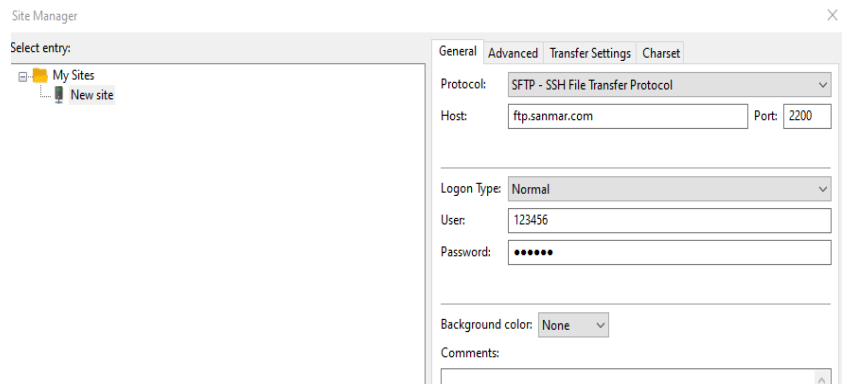 Site Manager
Select entry:
My Sites
New site
General Advanced Transfer Settings Charset
Protocol: SFTP - SSH File Transfer Protocol
Host: ftp.sanmar.com Port: 2200
Logon Type: Normal
User: 123456
Password: ••••••
Background color: None
Comments: